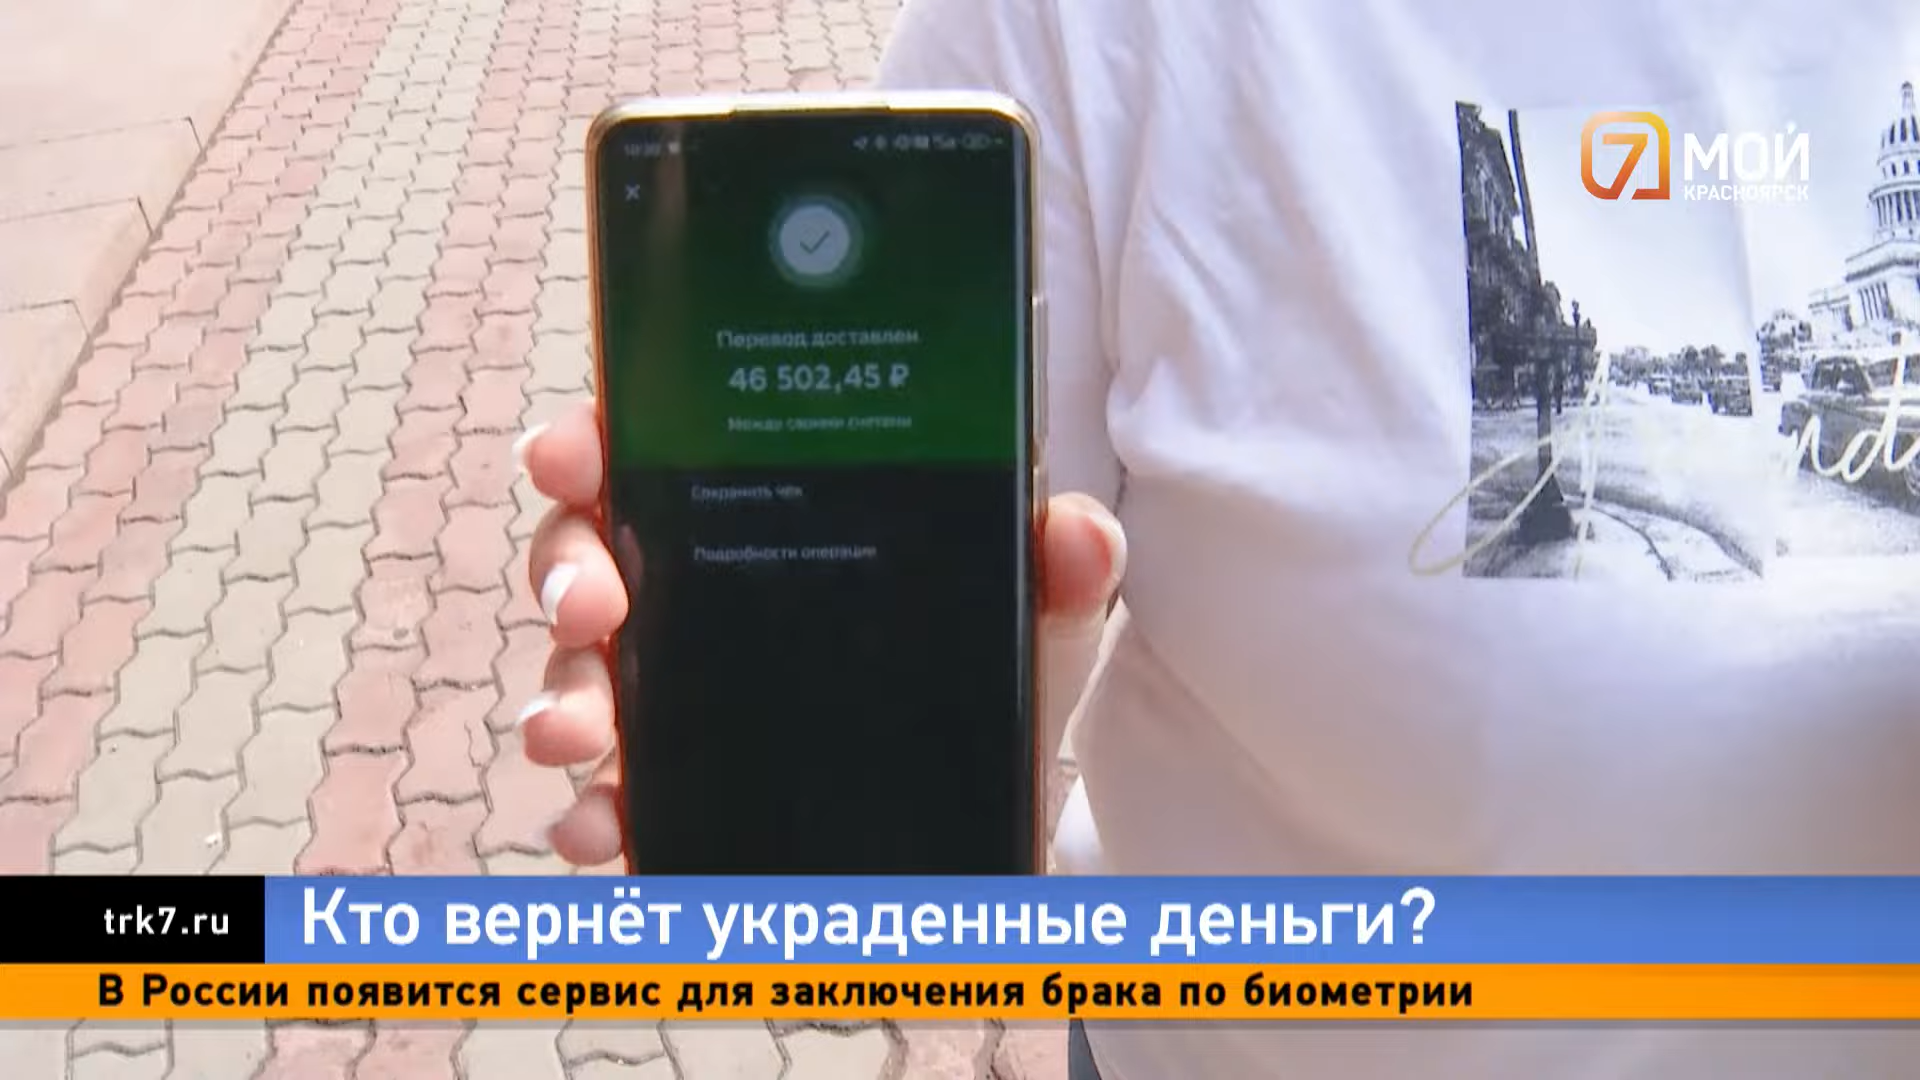 7 МОЙ
КРАСНОЯРСК
Перевод доставлен
46 502,45 ₽
Между своими счетами
Сохранить чек
Подробности операции
trk7.ru
Кто вернёт украденные деньги?
В России появится сервис для заключения брака по биометрии